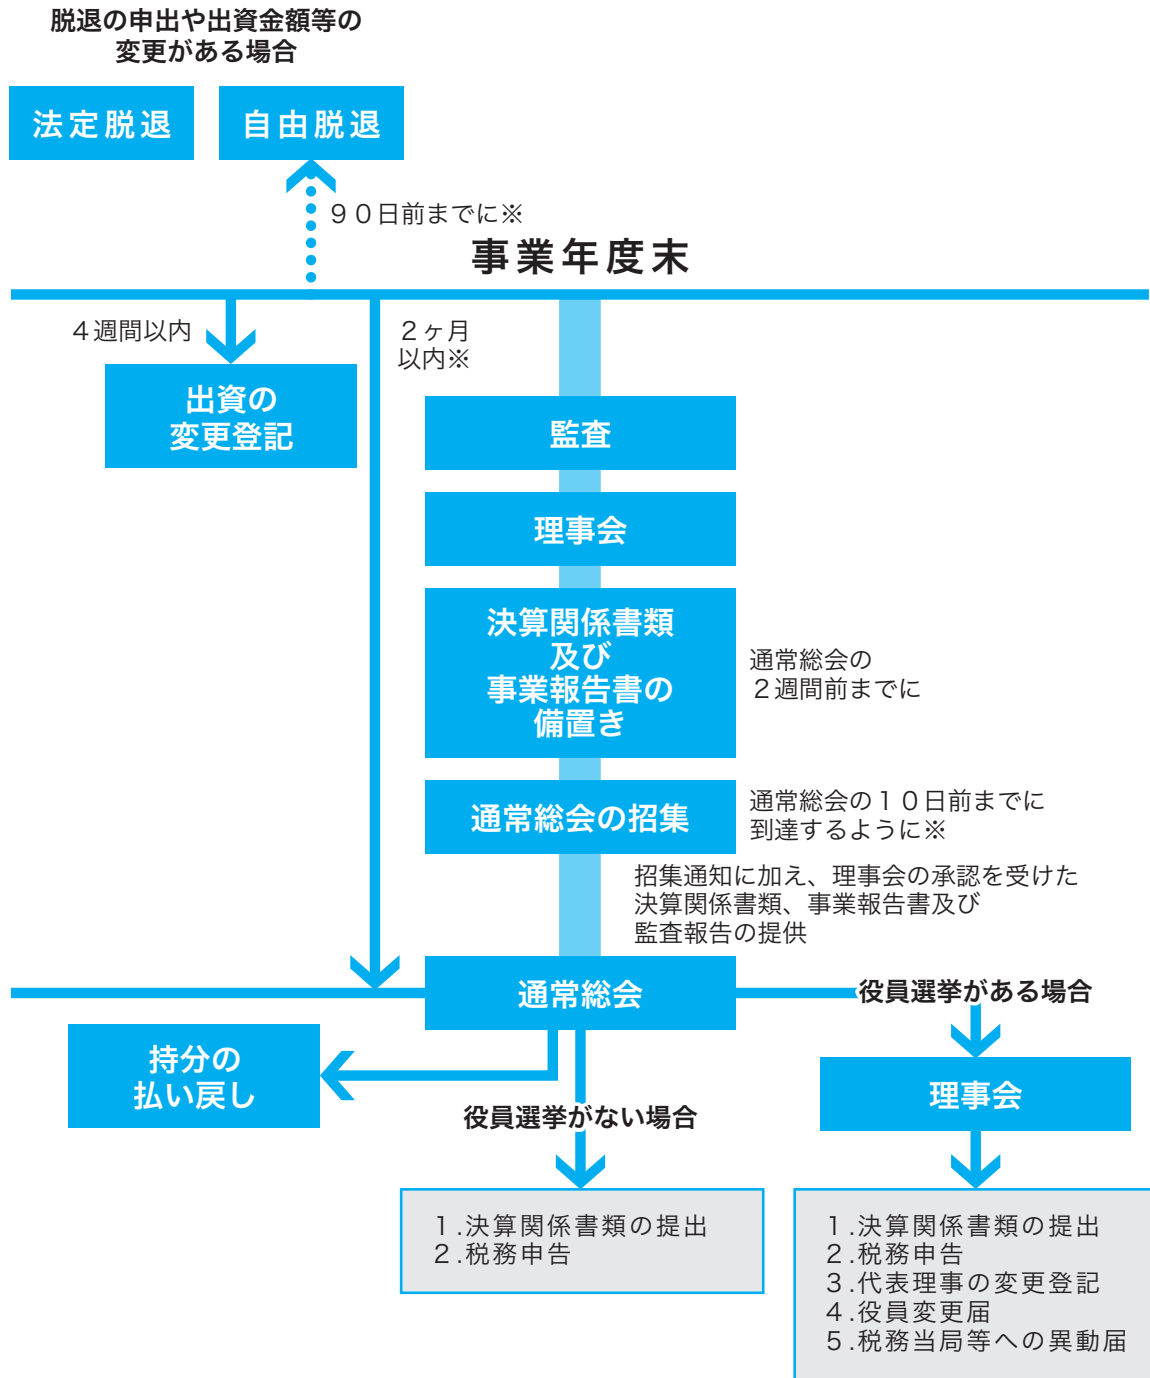 脱退の申出や出資金額等の
変更がある場合
法定脱退
自由脱退
９０日前までに※
事業年度末
４週間以内
２ヶ月
以内※
出資の
変更登記
監査
理事会
決算関係書類
及び
事業報告書の
備置き
通常総会の
２週間前までに
通常総会の招集
通常総会の１０日前までに
到達するように※
招集通知に加え、理事会の承認を受けた
決算関係書類、事業報告書及び
監査報告の提供
通常総会
役員選挙がある場合
持分の
払い戻し
理事会
役員選挙がない場合
１.決算関係書類の提出
２.税務申告
１.決算関係書類の提出
２.税務申告
３.代表理事の変更登記
４.役員変更届
５.税務当局等への異動届